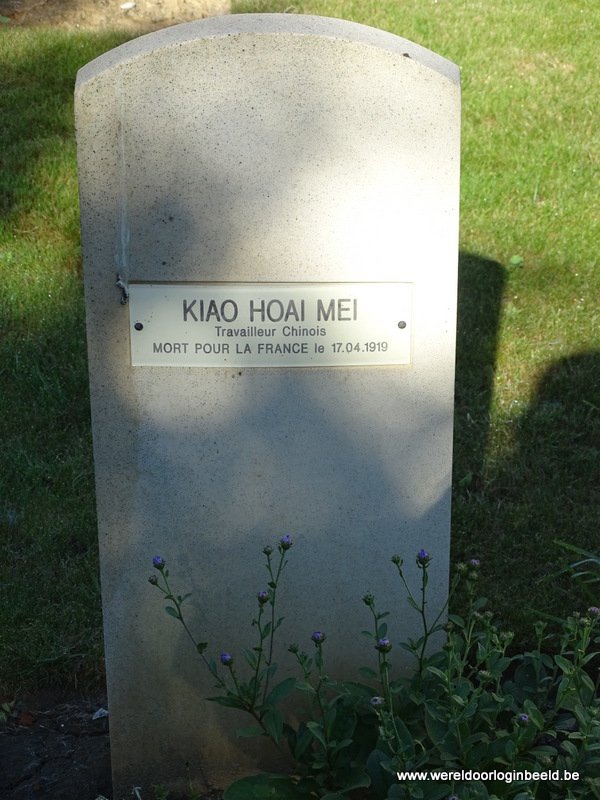 KIAO HOAI MEI
Travailleur Chinois
MORT POUR LA FRANCE le 17.04.1919
www.wereldoorloginbeeld.be